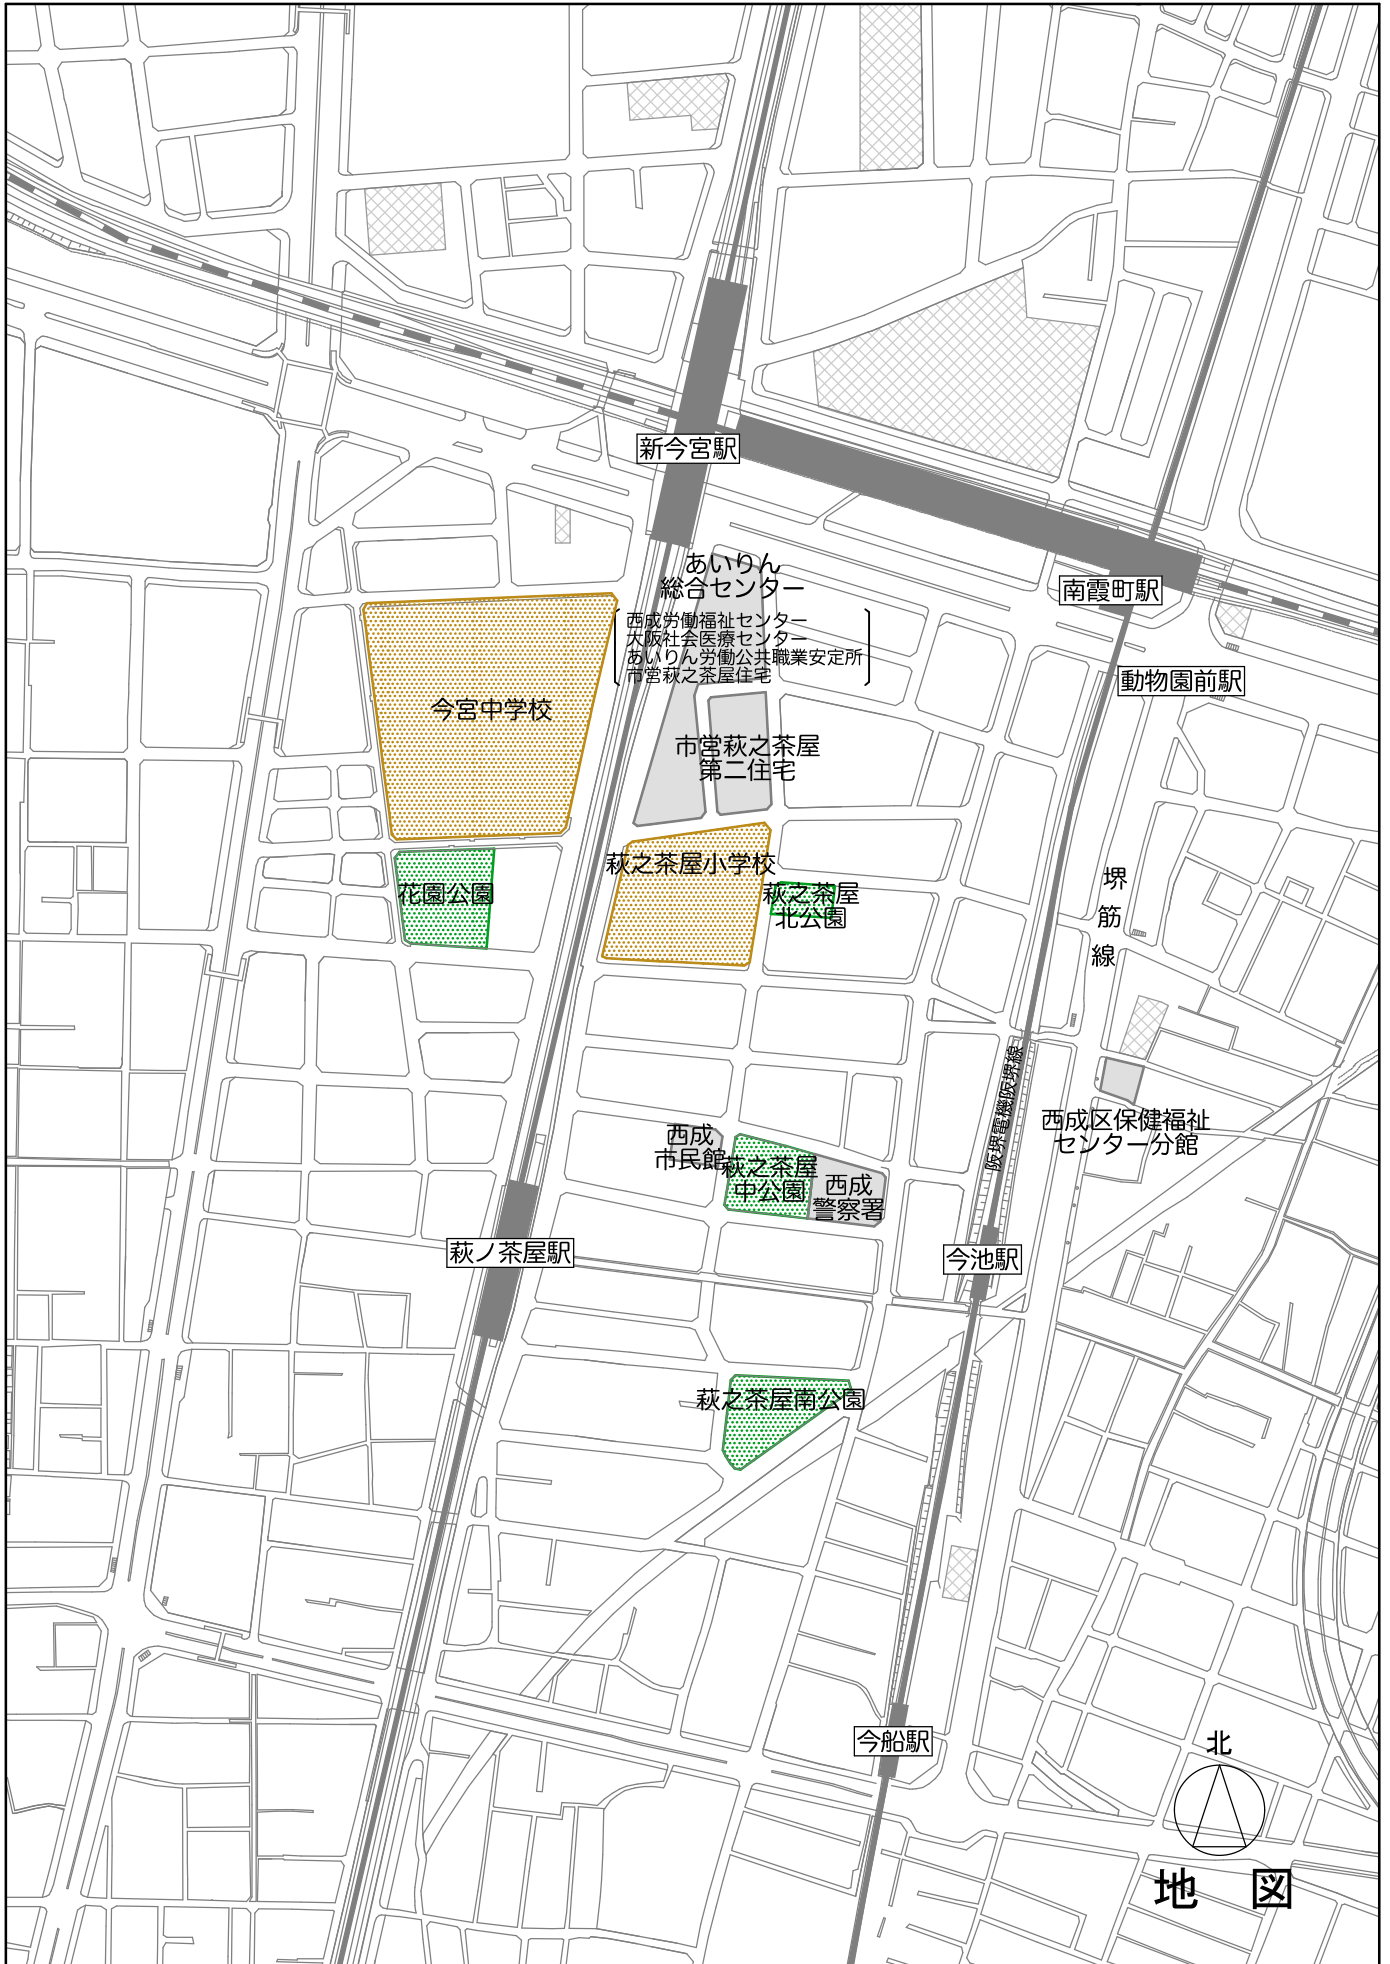 新今宮駅
あいりん
総合センター
西成労働福祉センター
大阪社会医療センター
あいりん労働公共職業安定所
市営萩之茶屋住宅
南霞町駅
動物園前駅
今宮中学校
市営萩之茶屋
第二住宅
萩之茶屋小学校
花園公園
萩之茶屋
北公園
堺筋線
阪堺電機阪堺線
西成区保健福祉
センター分館
西成
市民館
萩之茶屋
中公園
西成
警察署
萩ノ茶屋駅
今池駅
萩之茶屋南公園
今船駅
北
地 図